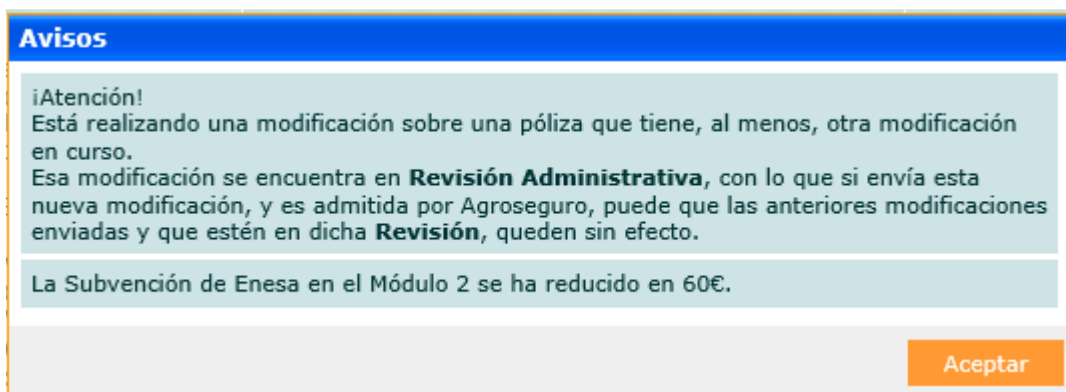 Avisos
¡Atención!
Está realizando una modificación sobre una póliza que tiene, al menos, otra modificación
en curso.
Esa modificación se encuentra en Revisión Administrativa, con lo que si envía esta
nueva modificación, y es admitida por Agroseguro, puede que las anteriores modificaciones
enviadas y que estén en dicha Revisión, queden sin efecto.
La Subvención de Enesa en el Módulo 2 se ha reducido en 60€.
Aceptar